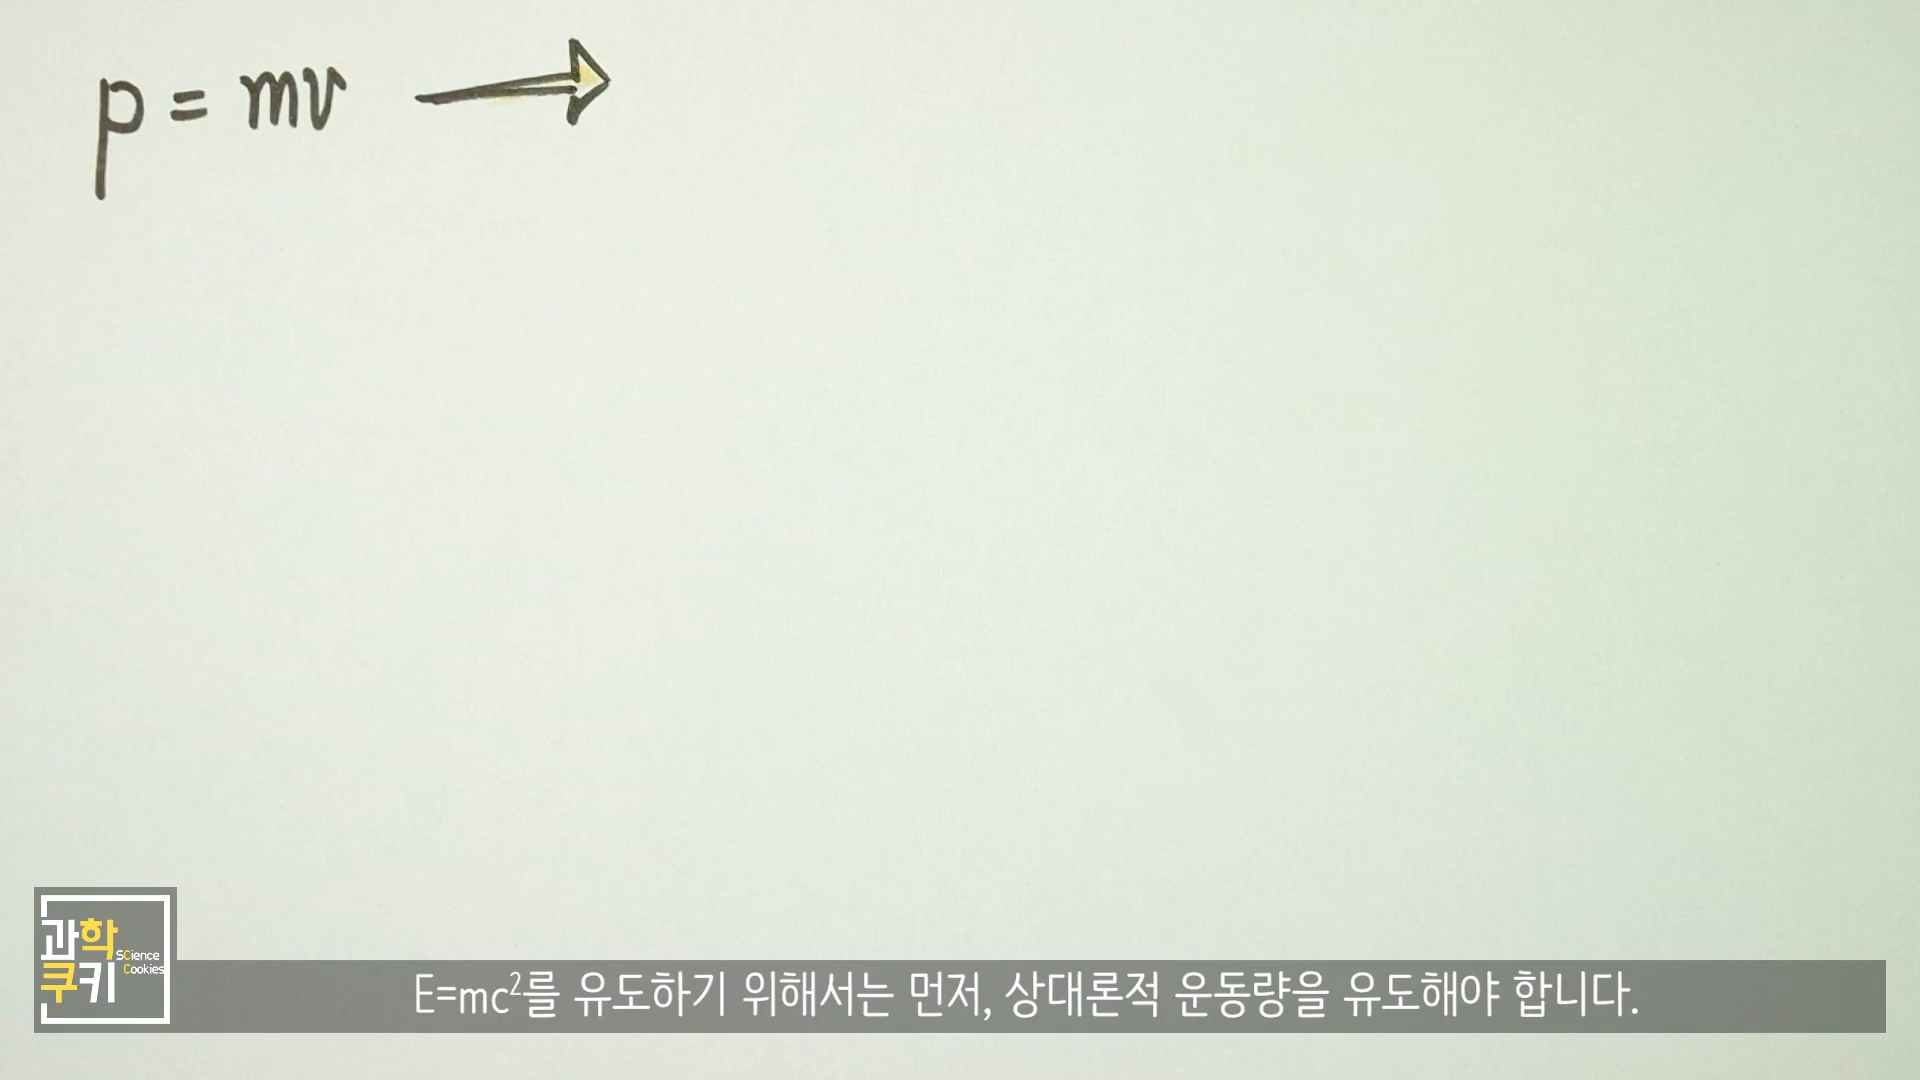 p = mv →
과학
쿠키
Science
Cookies
E=mc²를 유도하기 위해서는 먼저, 상대론적 운동량을 유도해야 합니다.